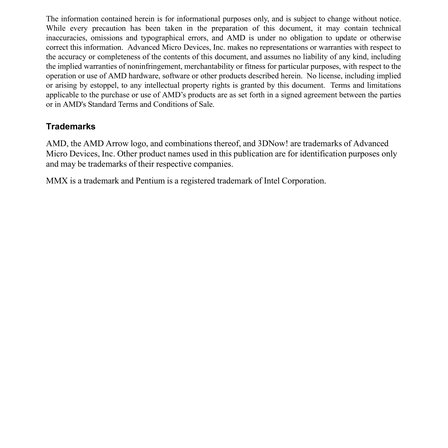 The information contained herein is for informational purposes only, and is subject to change without notice.
While every precaution has been taken in the preparation of this document, it may contain technical
inaccuracies, omissions and typographical errors, and AMD is under no obligation to update or otherwise
correct this information. Advanced Micro Devices, Inc. makes no representations or warranties with respect to
the accuracy or completeness of the contents of this document, and assumes no liability of any kind, including
the implied warranties of noninfringement, merchantability or fitness for particular purposes, with respect to the
operation or use of AMD hardware, software or other products described herein. No license, including implied
or arising by estoppel, to any intellectual property rights is granted by this document. Terms and limitations
applicable to the purchase or use of AMD's products are as set forth in a signed agreement between the parties
or in AMD's Standard Terms and Conditions of Sale.
Trademarks
AMD, the AMD Arrow logo, and combinations thereof, and 3DNow! are trademarks of Advanced
Micro Devices, Inc. Other product names used in this publication are for identification purposes only
and may be trademarks of their respective companies.
MMX is a trademark and Pentium is a registered trademark of Intel Corporation.